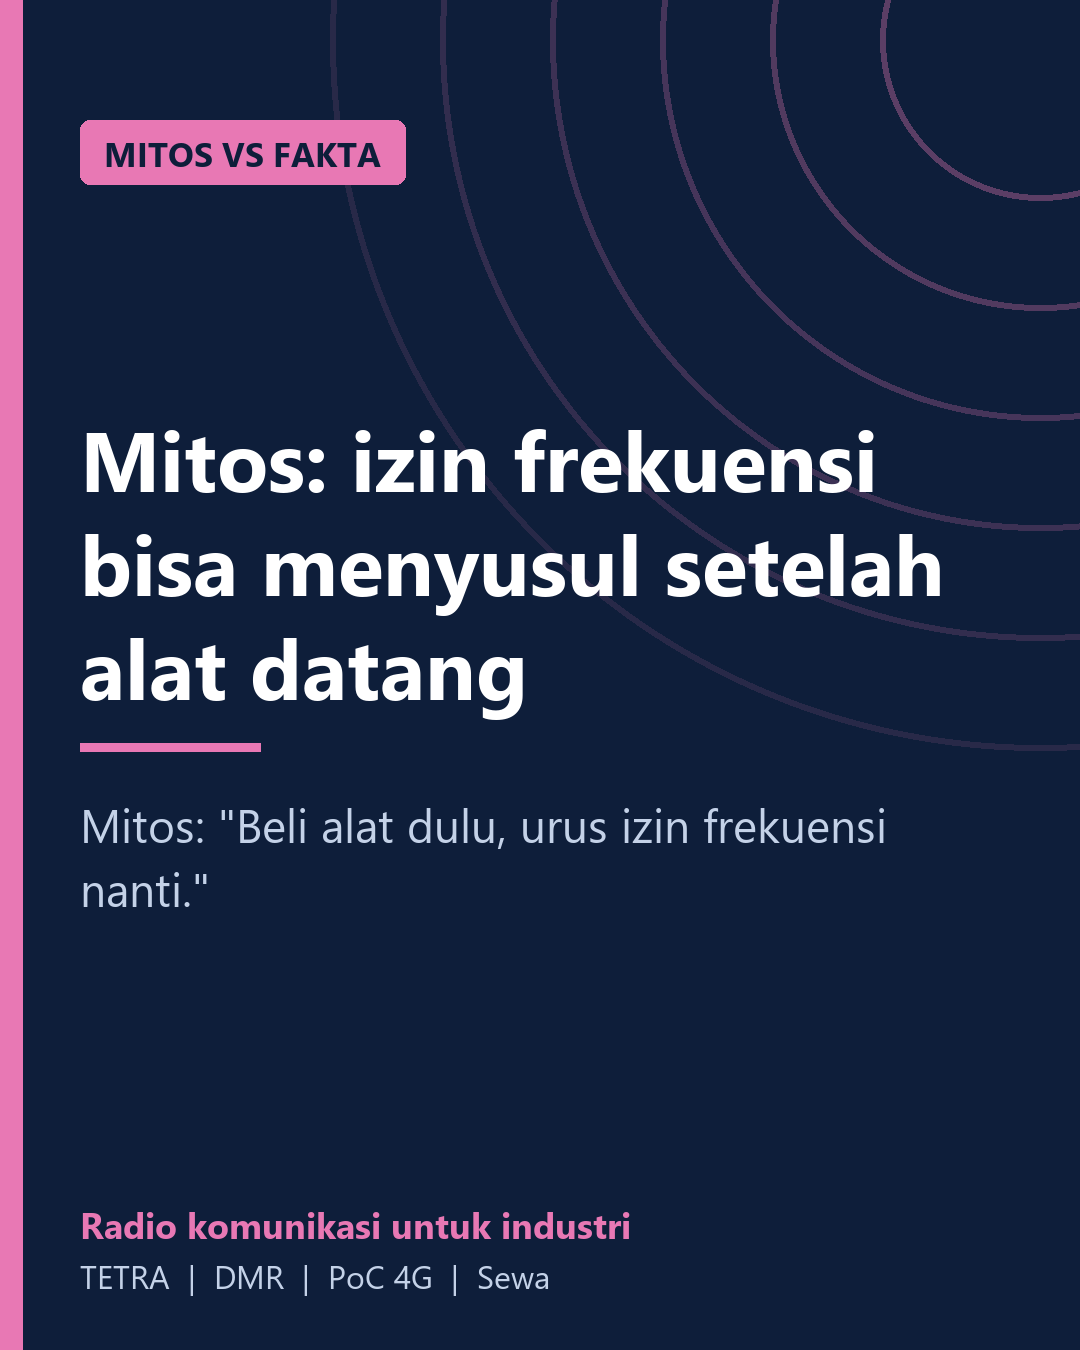 MITOS VS FAKTA
Mitos: izin frekuensi
bisa menyusul setelah
alat datang
Mitos: "Beli alat dulu, urus izin frekuensi
nanti."
Radio komunikasi untuk industri
TETRA | DMR | PoC 4G | Sewa